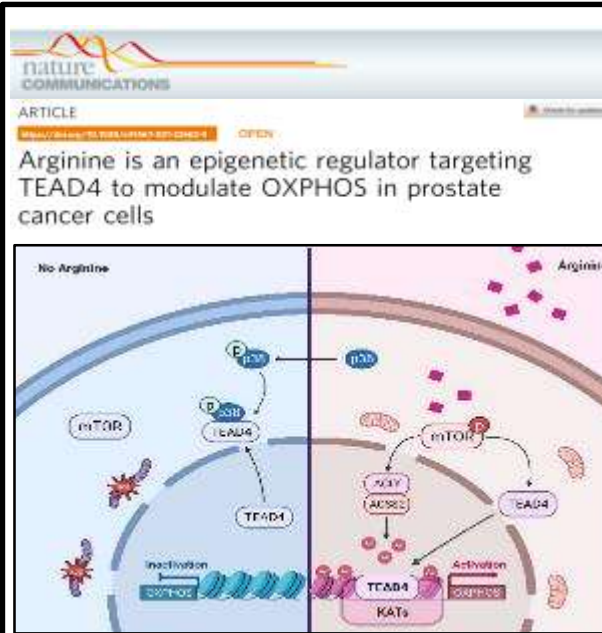 nature
COMMUNICATIONS
ARTICLE
OPEN
Arginine is an epigenetic regulator targeting
TEAD4 to modulate OXPHOS in prostate
cancer cells
No Arginine
Arginine
p
p38
p38
p
p38
TEAD4
mTOR
mTOR
p
ACLY
TEAD4
TEAD4
Inactivation
OXPHOS
Activation
OXPHOS
TEAD4
KATs